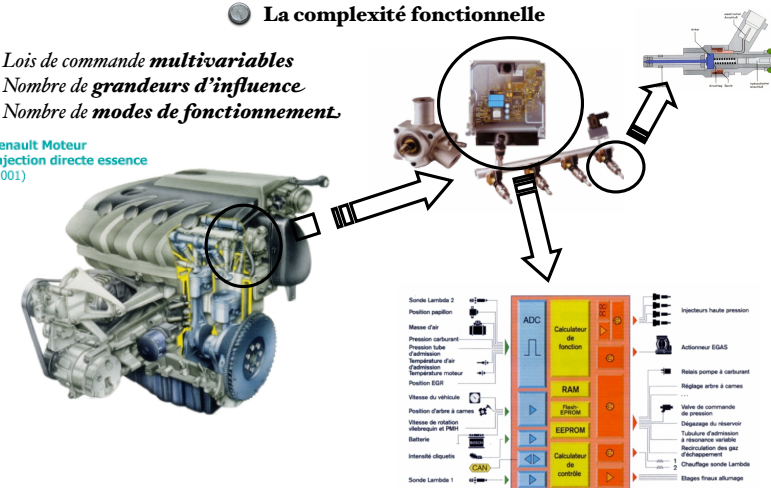 La complexité fonctionnelle
Lois de commande multivariables
Nombre de grandeurs d'influence
Nombre de modes de fonctionnement
enault Moteur
njection directe essence
001)
Sonde Lambda 2
Position papillon
Masse d'air
Pression carburant
Pression tube
d'admission
Température d'air
d'admission
Température moteur
Position EGR
Vitesse du véhicule
Position d'arbre à cames
Vitesse de rotation
vilebrequin et PMH
Batterie
Intensité cliquetis
CAN
Sonde Lambda 1
ADC
Calculateur
de
fonction
RAM
Flash-
EPROM
EEPROM
Calculateur
de
contrôle
Injecteurs haute pression
Actionneur EGAS
Relais pompe à carburant
Réglage arbre à cames
...
Valve de commande
de pression
Dégazage du réservoir
Tubulure d'admission
à résonance variable
Recirculation des gaz
d'échappement
1
2
Chauffage sonde Lambda
Etages finaux allumage